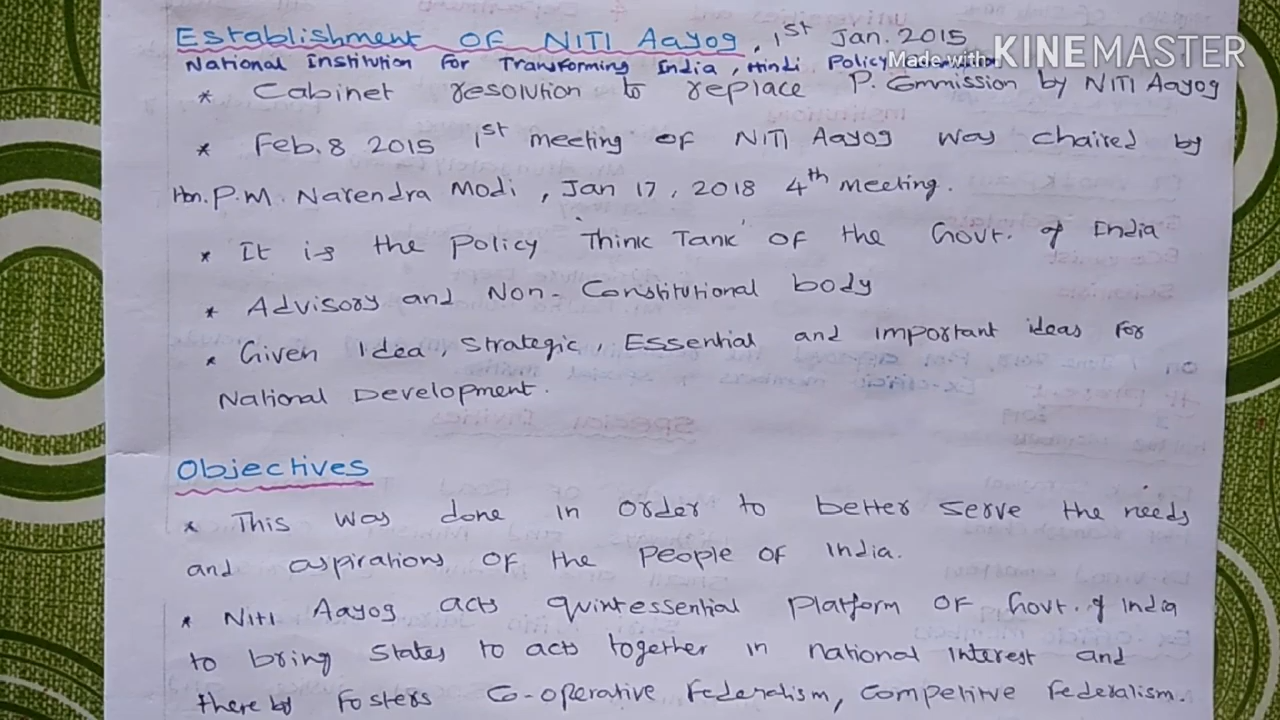 Establishment OF NITI Aayog, 1st Jan. 2015
Made with KINEMASTER
National Institution For Transforming India, Hindi Policy
* Cabinet resolution to replace P. Commission by NITI Aayog
* Feb. 8 2015 1st meeting of NITI Aayog was chaired by
Hon. P.M. Narendra Modi, Jan 17, 2018 4th meeting.
* It is the policy 'Think Tank' of the Govt. of India
* Advisory and Non-Constitutional body
* Given Idea, Strategic, Essential and important ideas for
National Development.
Objectives
* This was done in order to better serve the needs
and aspirations of the People of India.
* Niti Aayog acts quintessential Platform of Govt. of India
to bring States to acts together in national interest and
there by Fosters Co-operative Federalism, Competitive Federalism.